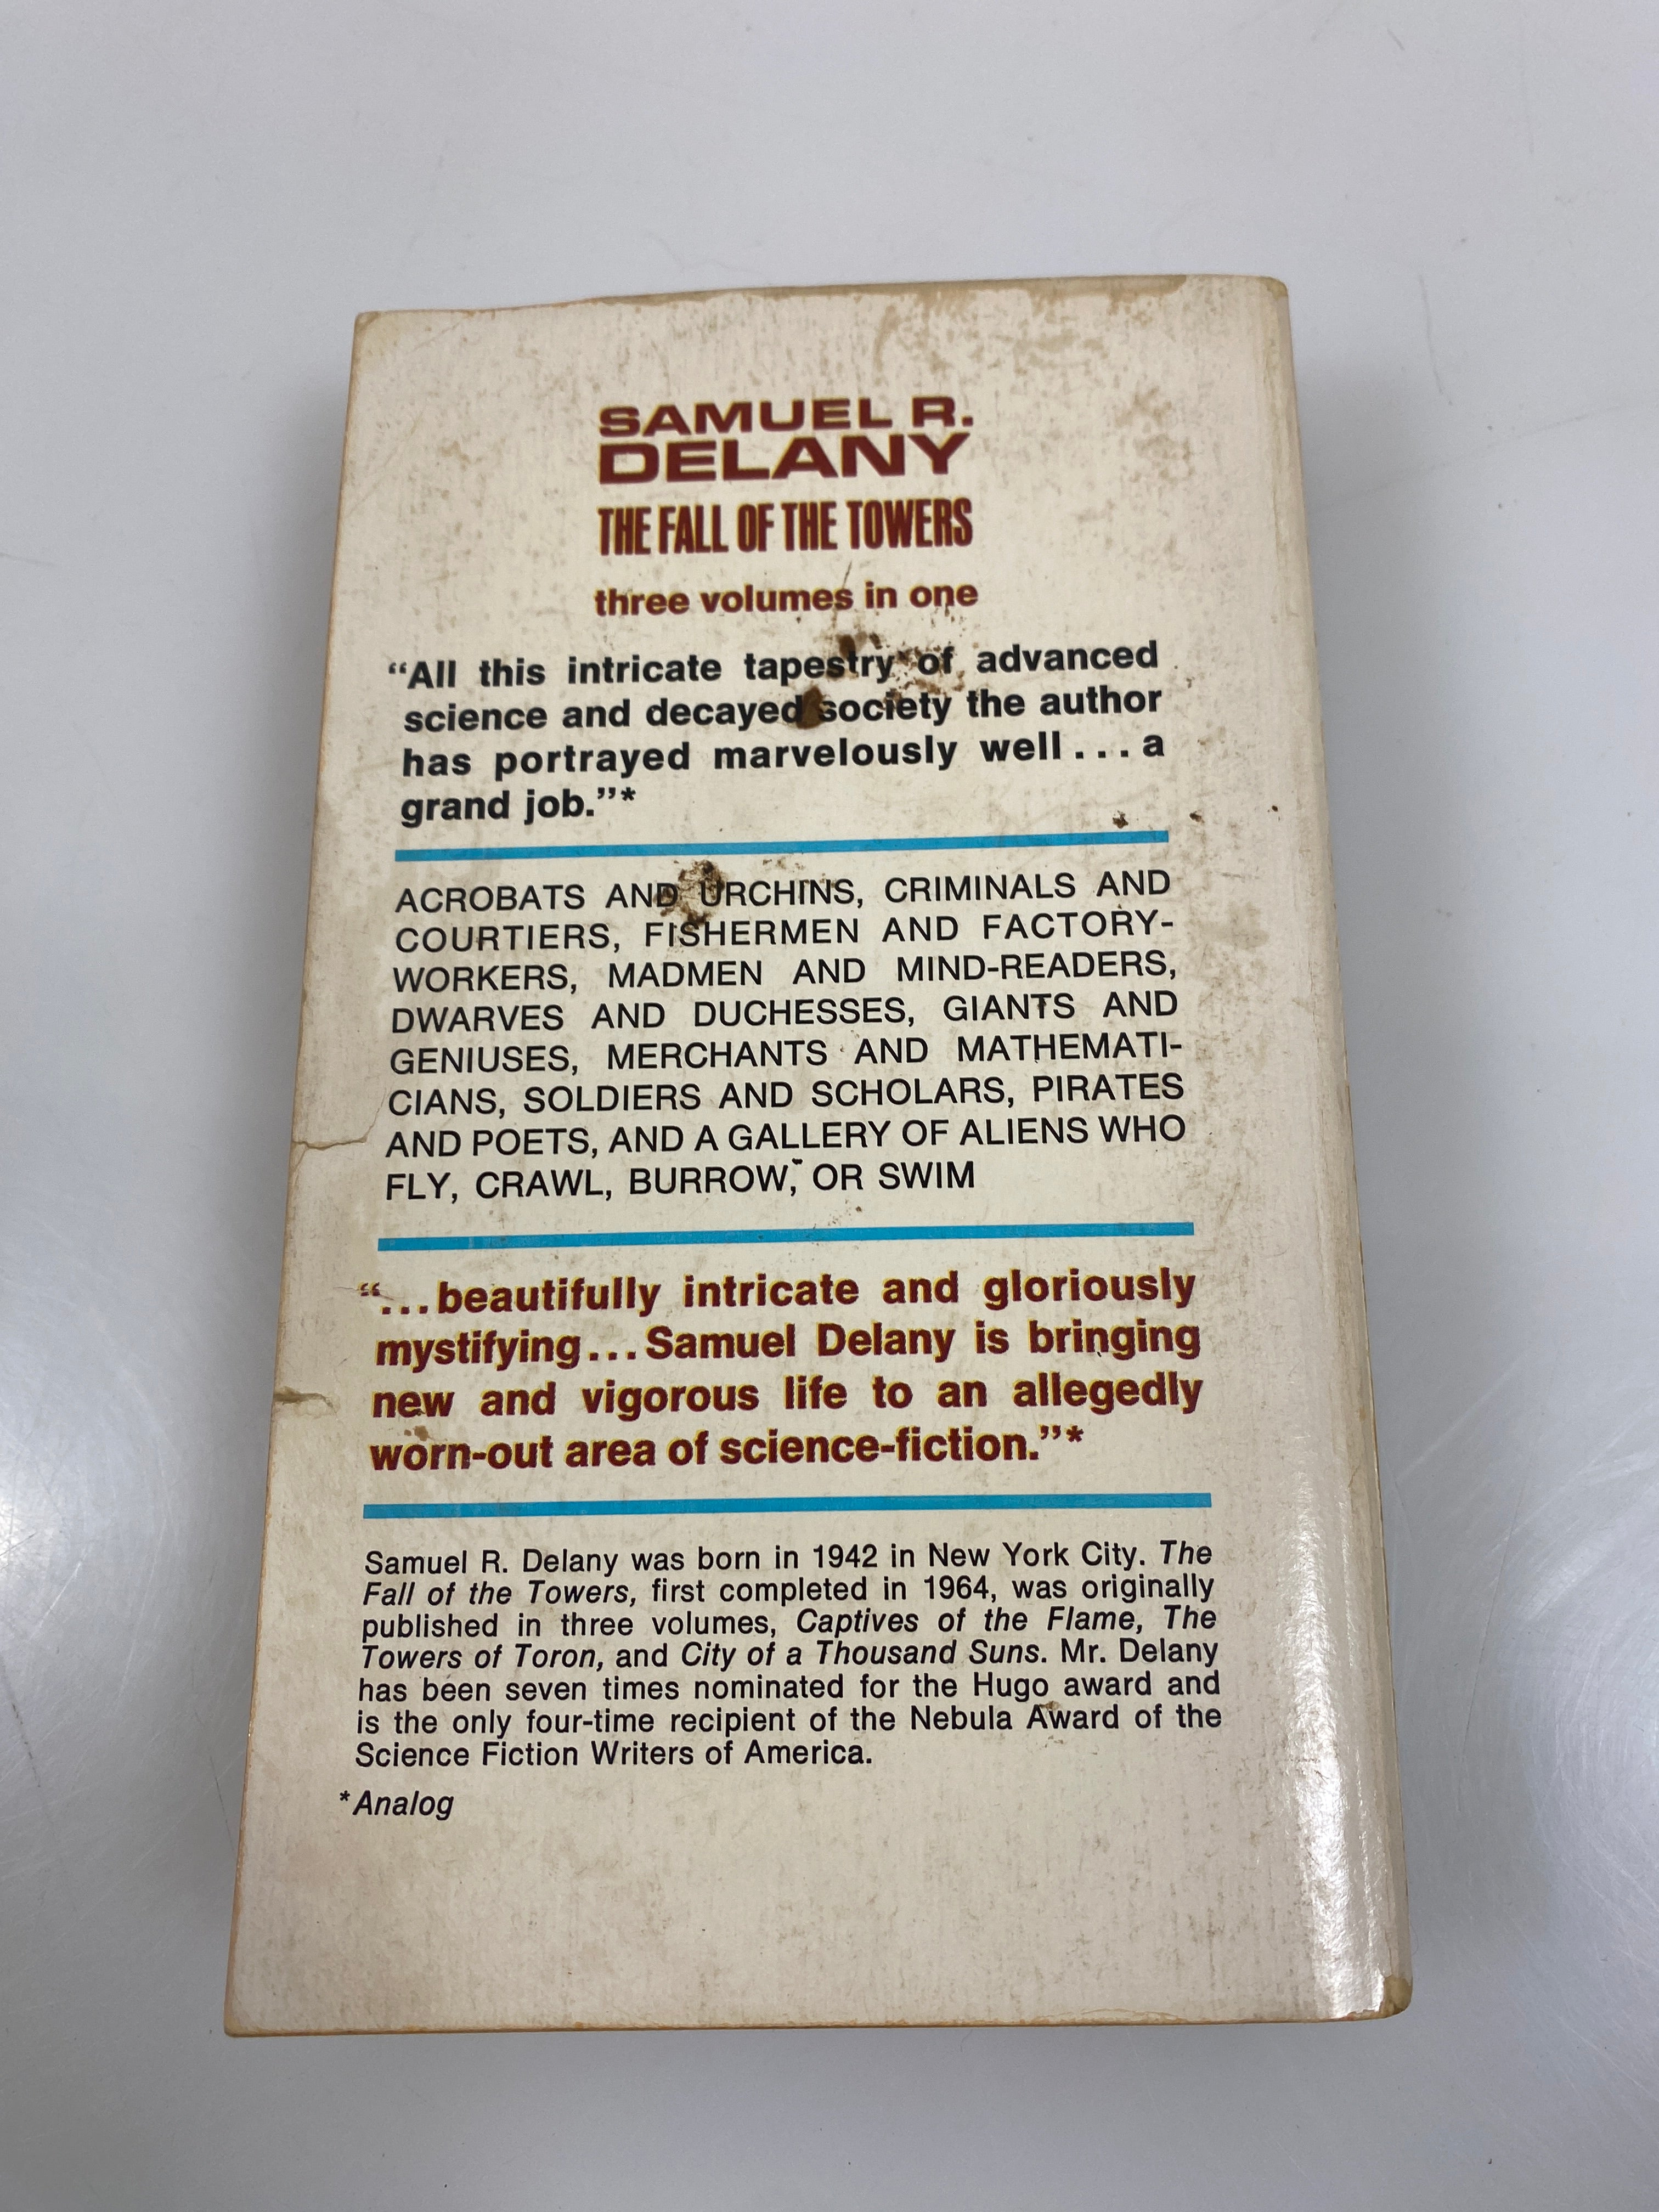 SAMUEL R.
DELANY
THE FALL OF THE TOWERS
three volumes in one
“All this intricate tapestry of advanced
science and decayed society the author
has portrayed marvelously well...a
grand job.”*
ACROBATS AND URCHINS, CRIMINALS AND
COURTIERS, FISHERMEN AND FACTORY-
WORKERS, MADMEN AND MIND-READERS,
DWARVES AND DUCHESSES, GIANTS AND
GENIUSES, MERCHANTS AND MATHEMATI-
CIANS, SOLDIERS AND SCHOLARS, PIRATES
AND POETS, AND A GALLERY OF ALIENS WHO
FLY, CRAWL, BURROW, OR SWIM
“...beautifully intricate and gloriously
mystifying...Samuel Delany is bringing
new and vigorous life to an allegedly
worn-out area of science-fiction.”*
Samuel R. Delany was born in 1942 in New York City. The
Fall of the Towers, first completed in 1964, was originally
published in three volumes, Captives of the Flame, The
Towers of Toron, and City of a Thousand Suns. Mr. Delany
has been seven times nominated for the Hugo award and
is the only four-time recipient of the Nebula Award of the
Science Fiction Writers of America.
*Analog